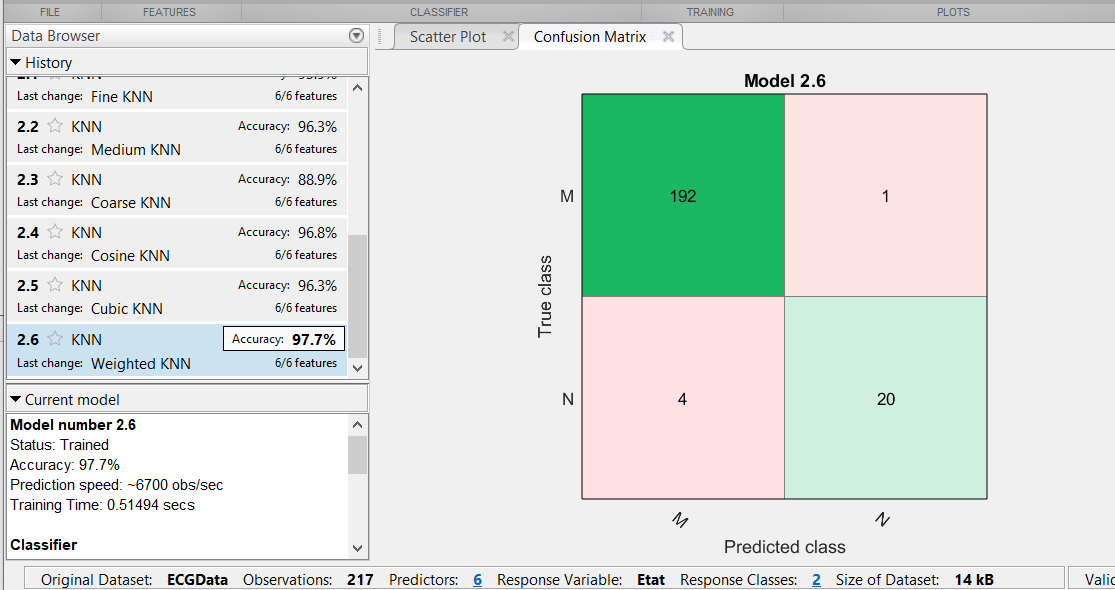 FILE FEATURES CLASSIFIER TRAINING PLOTS
Data Browser
History
Last change: Fine KNN 6/6 features
2.2 KNN Accuracy: 96.3%
Last change: Medium KNN 6/6 features
2.3 KNN Accuracy: 88.9%
Last change: Coarse KNN 6/6 features
2.4 KNN Accuracy: 96.8%
Last change: Cosine KNN 6/6 features
2.5 KNN Accuracy: 96.3%
Last change: Cubic KNN 6/6 features
2.6 KNN Accuracy: 97.7%
Last change: Weighted KNN 6/6 features
Current model
Model number 2.6
Status: Trained
Accuracy: 97.7%
Prediction speed: ~6700 obs/sec
Training Time: 0.51494 secs
Classifier
Scatter Plot Confusion Matrix
Model 2.6
M 192 1
True class
N 4 20
M N
Predicted class
Original Dataset: ECGData Observations: 217 Predictors: 6 Response Variable: Etat Response Classes: 2 Size of Dataset: 14 kB